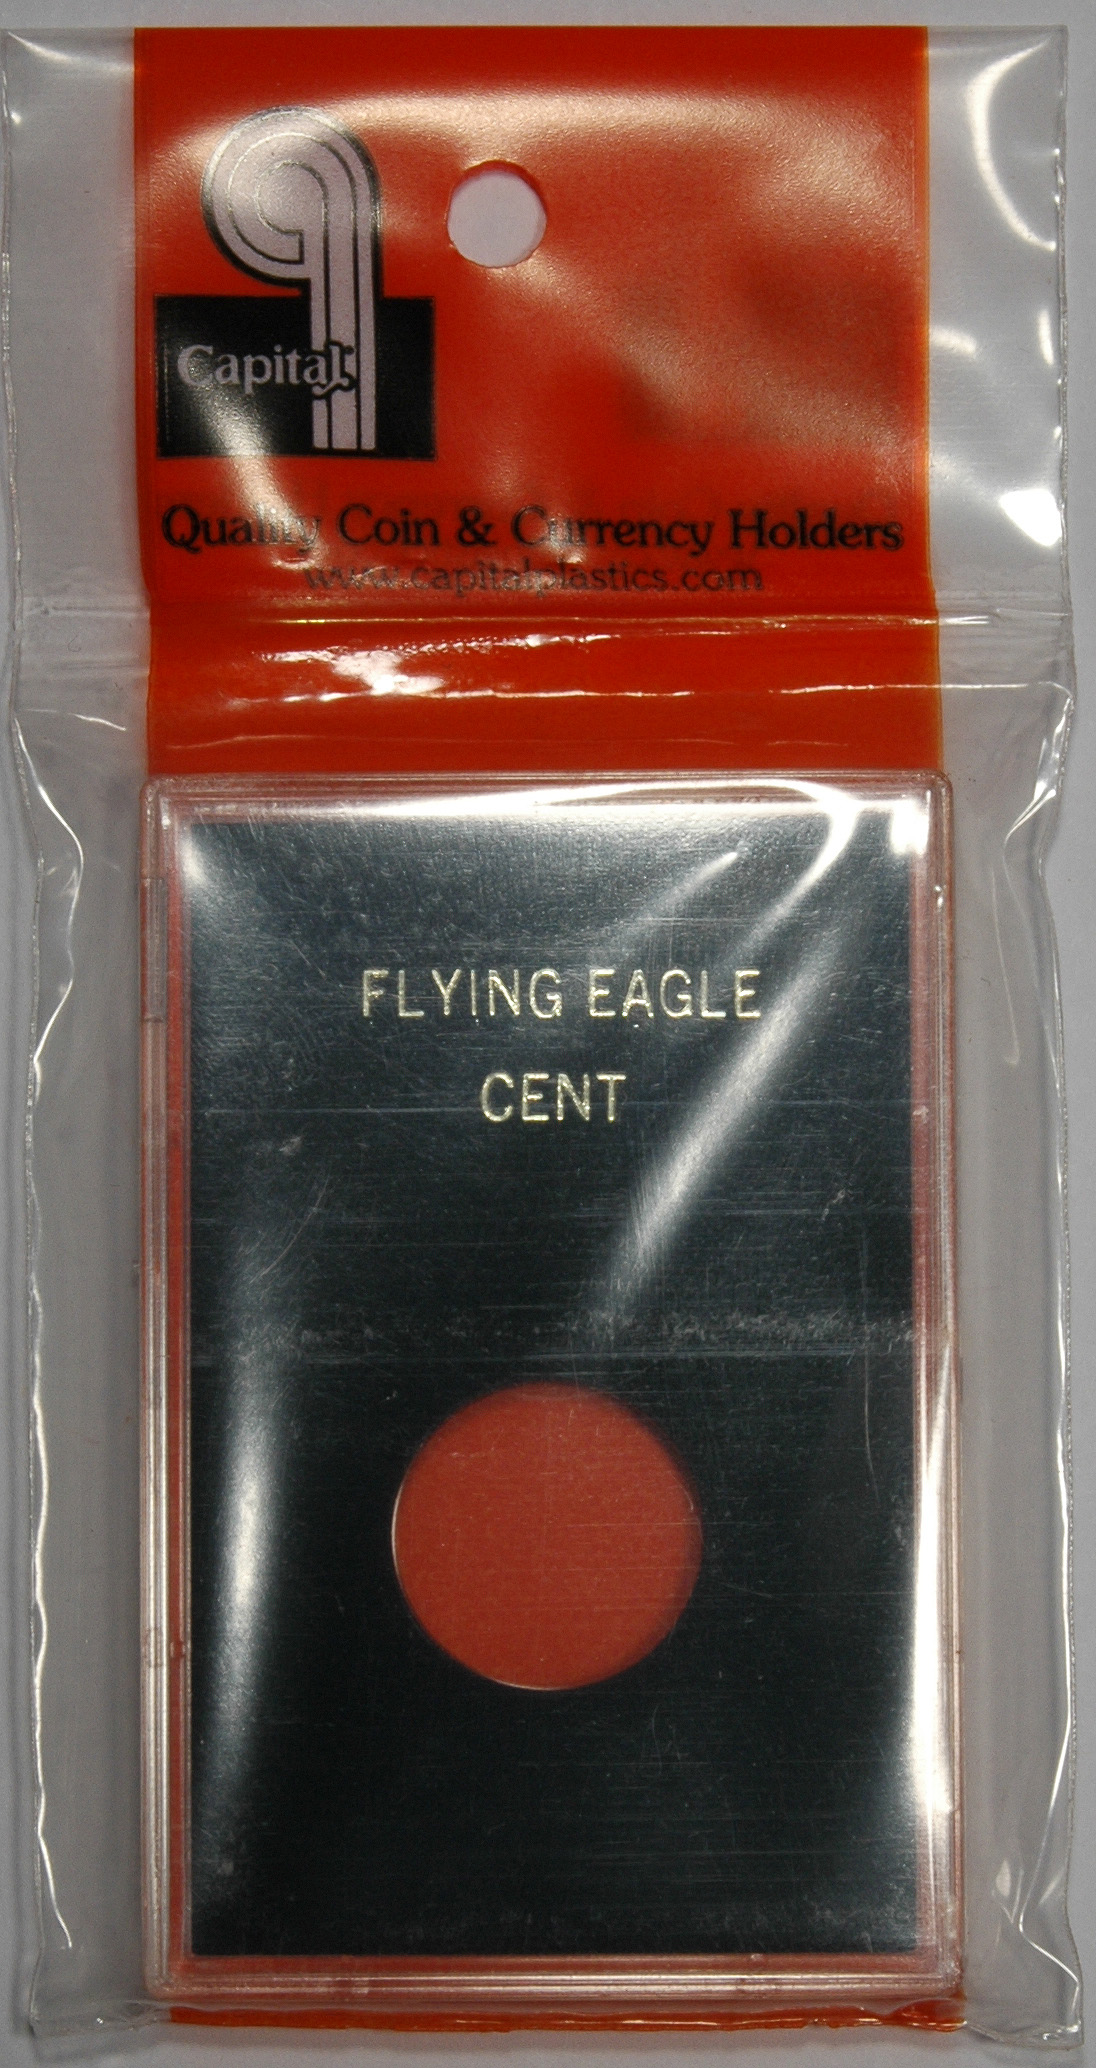 Capital
Quality Coin & Currency Holders
www.capitalplastics.com
FLYING EAGLE
CENT